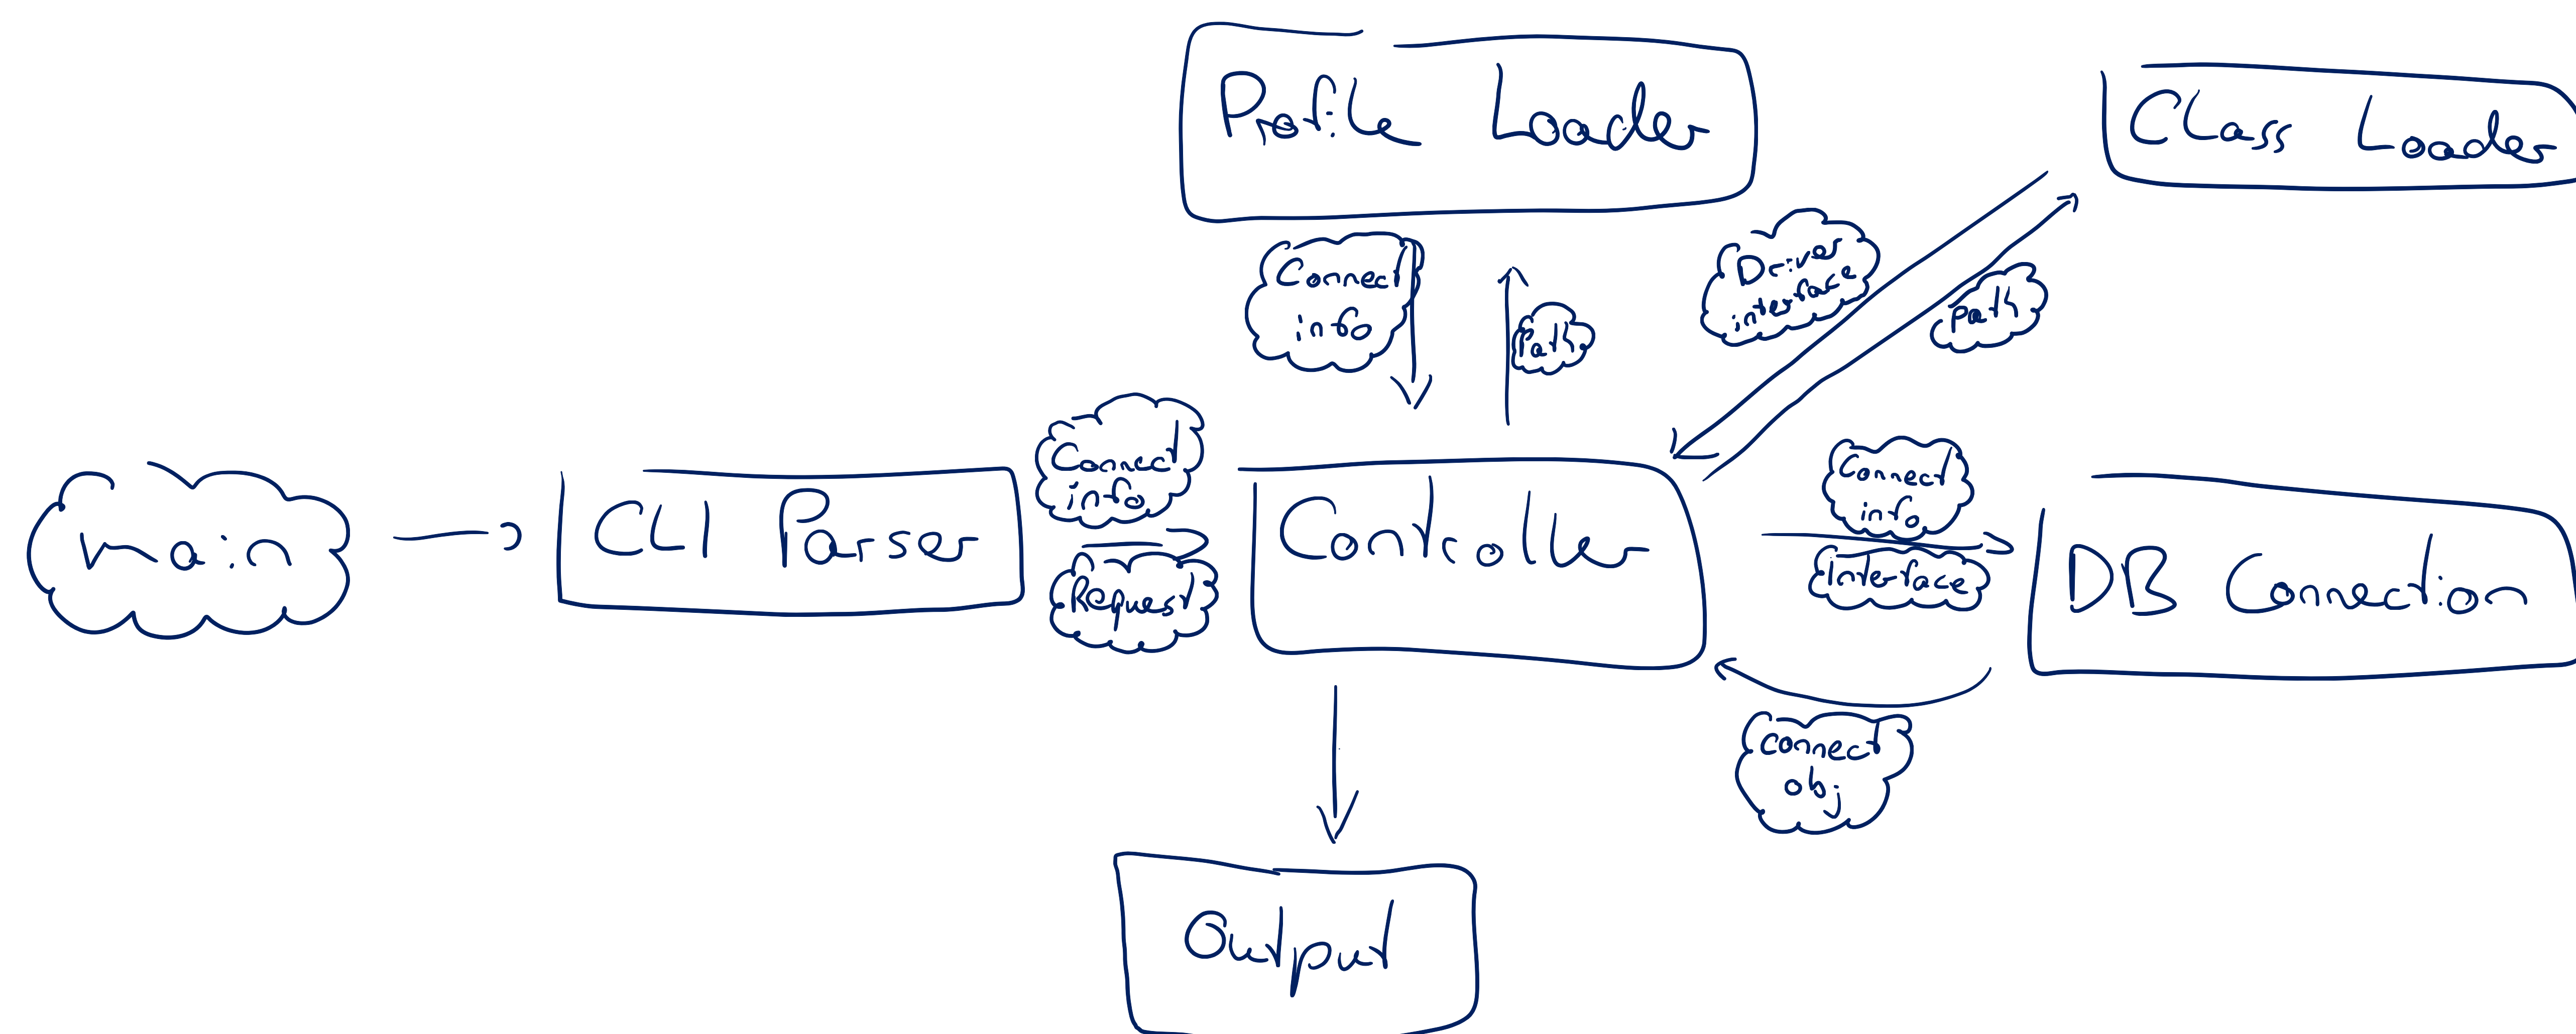 Profile Loader
Class Loader
Connect
info
Path
Driver
interface
path
main
CLI Parser
Connect
info
Request
Controller
Connect
info
Interface
DB Connection
connect
obj
Output